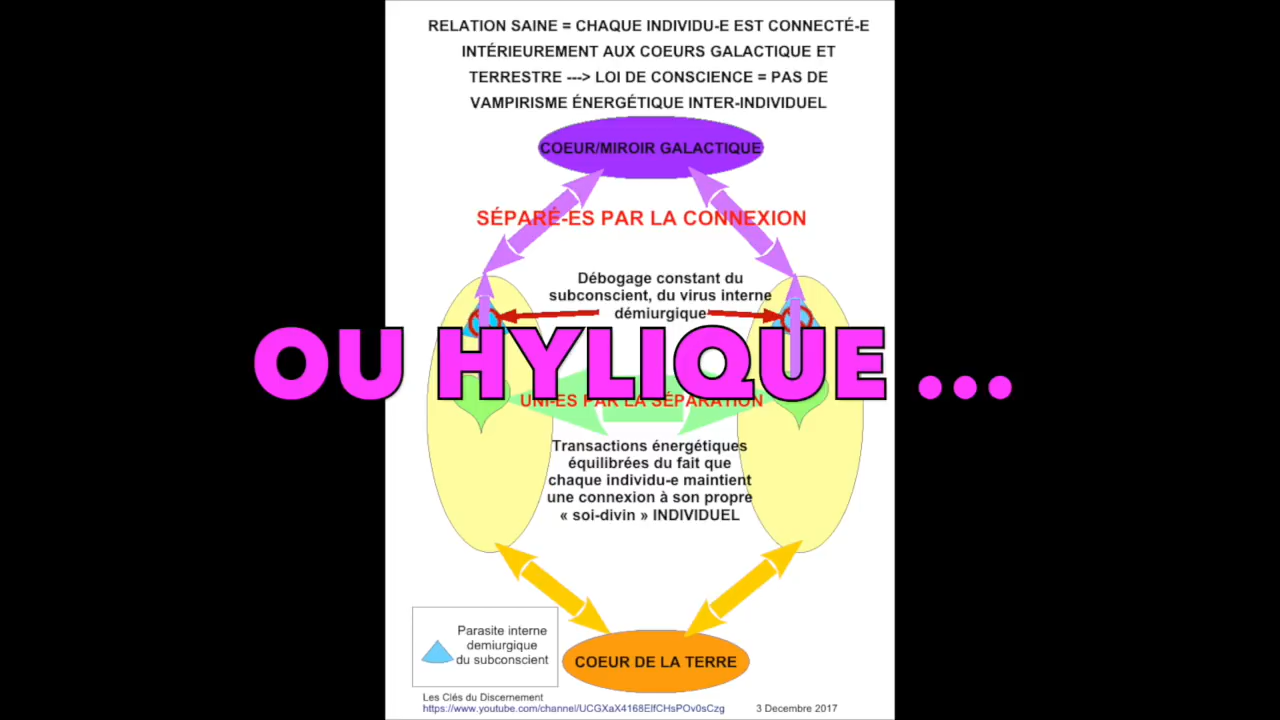 RELATION SAINE = CHAQUE INDIVIDU-E EST CONNECTÉ-E
INTÉRIEUREMENT AUX COEURS GALACTIQUE ET
TERRESTRE ---> LOI DE CONSCIENCE = PAS DE
VAMPIRISME ÉNERGÉTIQUE INTER-INDIVIDUEL
COEUR/MIROIR GALACTIQUE
SÉPARÉ-ES PAR LA CONNEXION
Débogage constant du
subconscient, du virus interne
démiurgique
OU HYLIQUE ...
UNI-ES PAR LA SÉPARATION
Transactions énergétiques
équilibrées du fait que
chaque individu-e maintient
une connexion à son propre
« soi-divin » INDIVIDUEL
Parasite interne
demiurgique
du subconscient
COEUR DE LA TERRE
Les Clés du Discernement
https://www.youtube.com/channel/UCGXaX4168ElfCHsPOv0sCzg 3 Decembre 2017